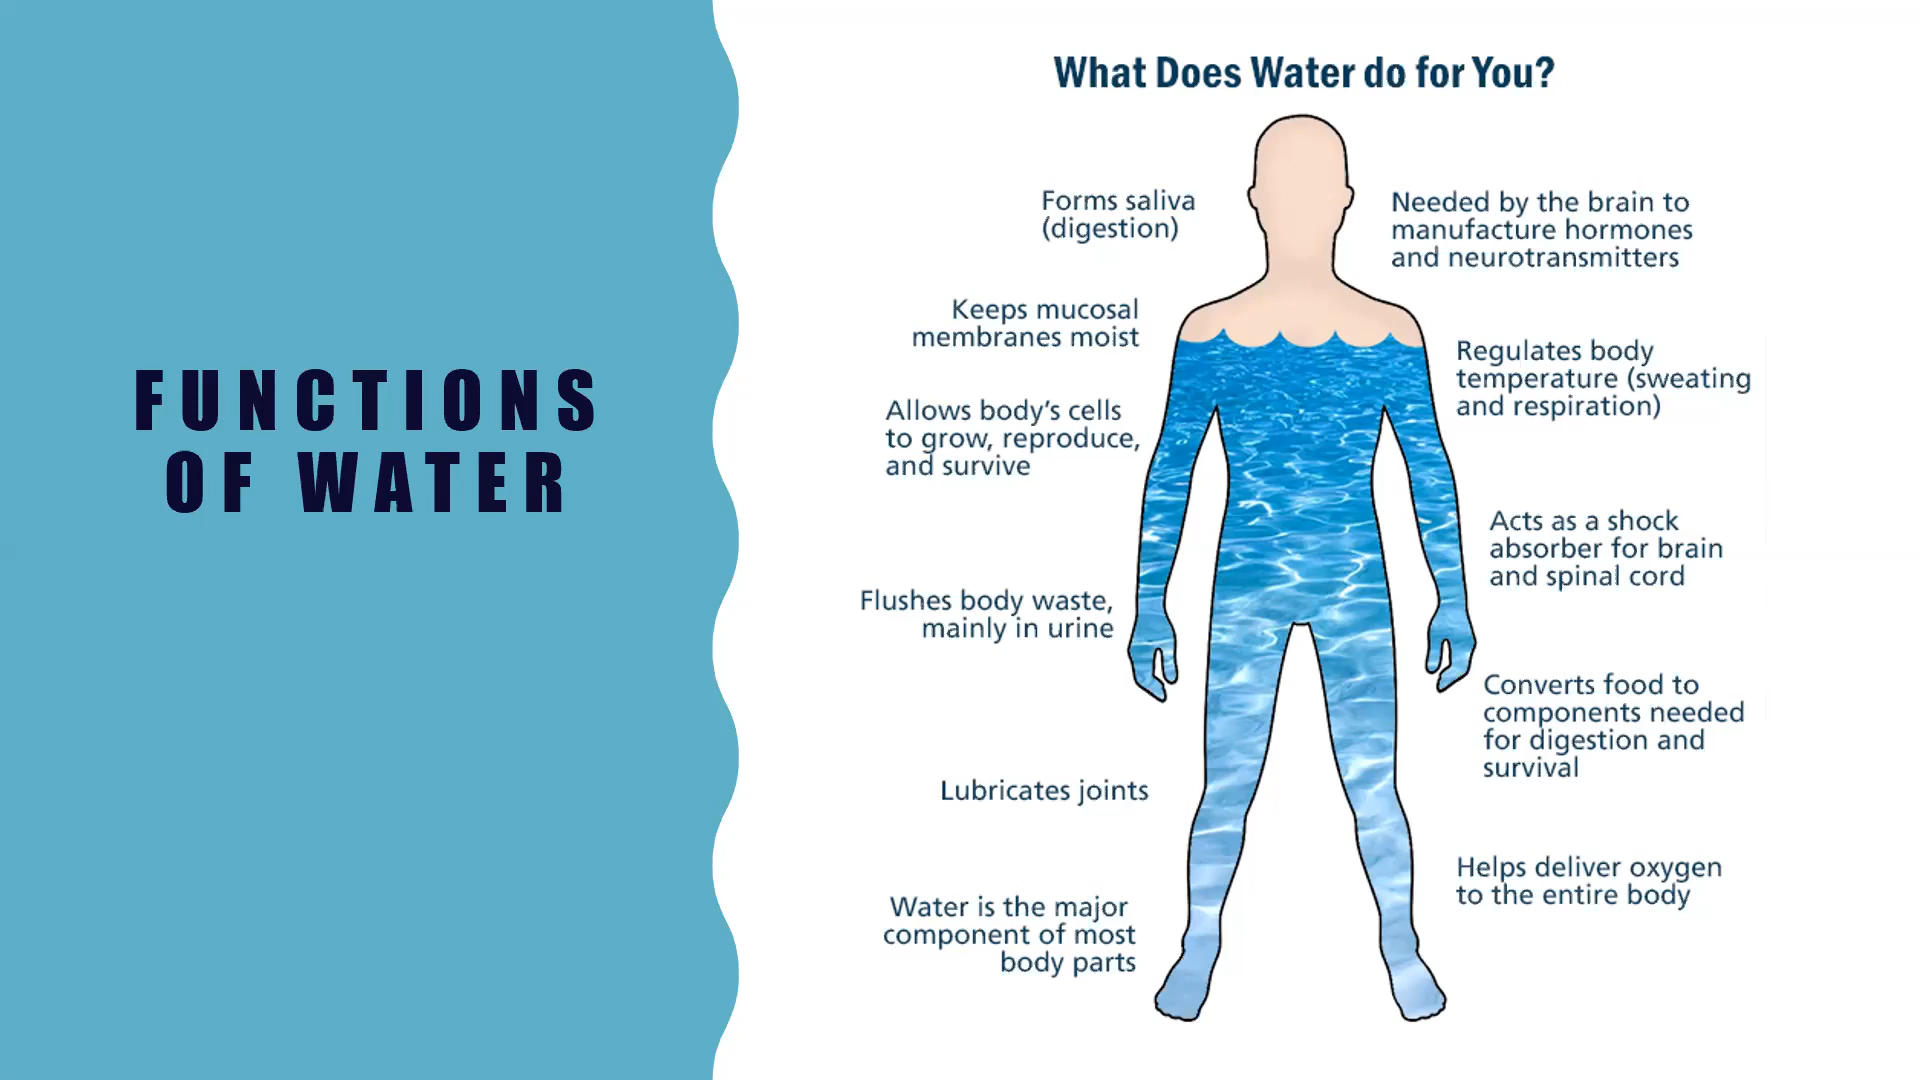 FUNCTIONS
OF WATER
What Does Water do for You?
Forms saliva
(digestion)
Keeps mucosal
membranes moist
Allows body's cells
to grow, reproduce,
and survive
Flushes body waste,
mainly in urine
Lubricates joints
Water is the major
component of most
body parts
Needed by the brain to
manufacture hormones
and neurotransmitters
Regulates body
temperature (sweating
and respiration)
Acts as a shock
absorber for brain
and spinal cord
Converts food to
components needed
for digestion and
survival
Helps deliver oxygen
to the entire body